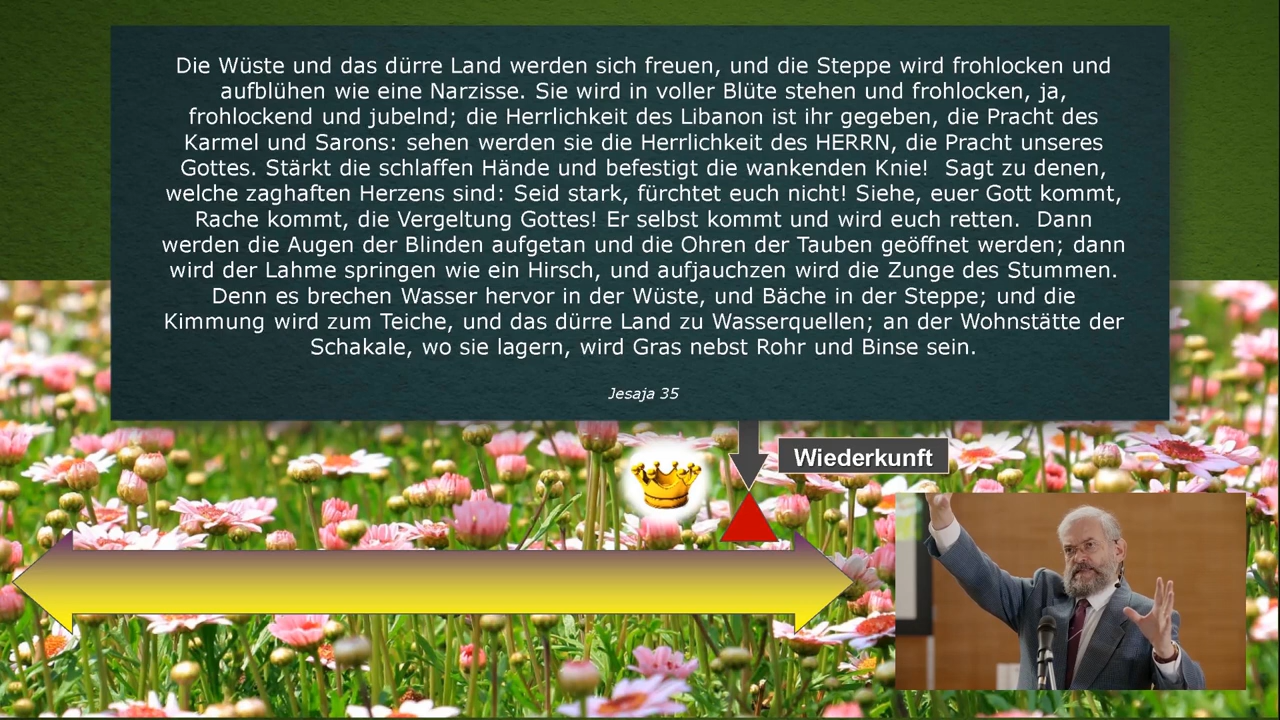 Die Wüste und das dürre Land werden sich freuen, und die Steppe wird frohlocken und
aufblühen wie eine Narzisse. Sie wird in voller Blüte stehen und frohlocken, ja,
frohlockend und jubelnd; die Herrlichkeit des Libanon ist ihr gegeben, die Pracht des
Karmel und Sarons: sehen werden sie die Herrlichkeit des HERRN, die Pracht unseres
Gottes. Stärkt die schlaffen Hände und befestigt die wankenden Knie!  Sagt zu denen,
welche zaghaften Herzens sind: Seid stark, fürchtet euch nicht! Siehe, euer Gott kommt,
Rache kommt, die Vergeltung Gottes! Er selbst kommt und wird euch retten.  Dann
werden die Augen der Blinden aufgetan und die Ohren der Tauben geöffnet werden; dann
wird der Lahme springen wie ein Hirsch, und aufjauchzen wird die Zunge des Stummen.
Denn es brechen Wasser hervor in der Wüste, und Bäche in der Steppe; und die
Kimmung wird zum Teiche, und das dürre Land zu Wasserquellen; an der Wohnstätte der
Schakale, wo sie lagern, wird Gras nebst Rohr und Binse sein.
Jesaja 35
Wiederkunft